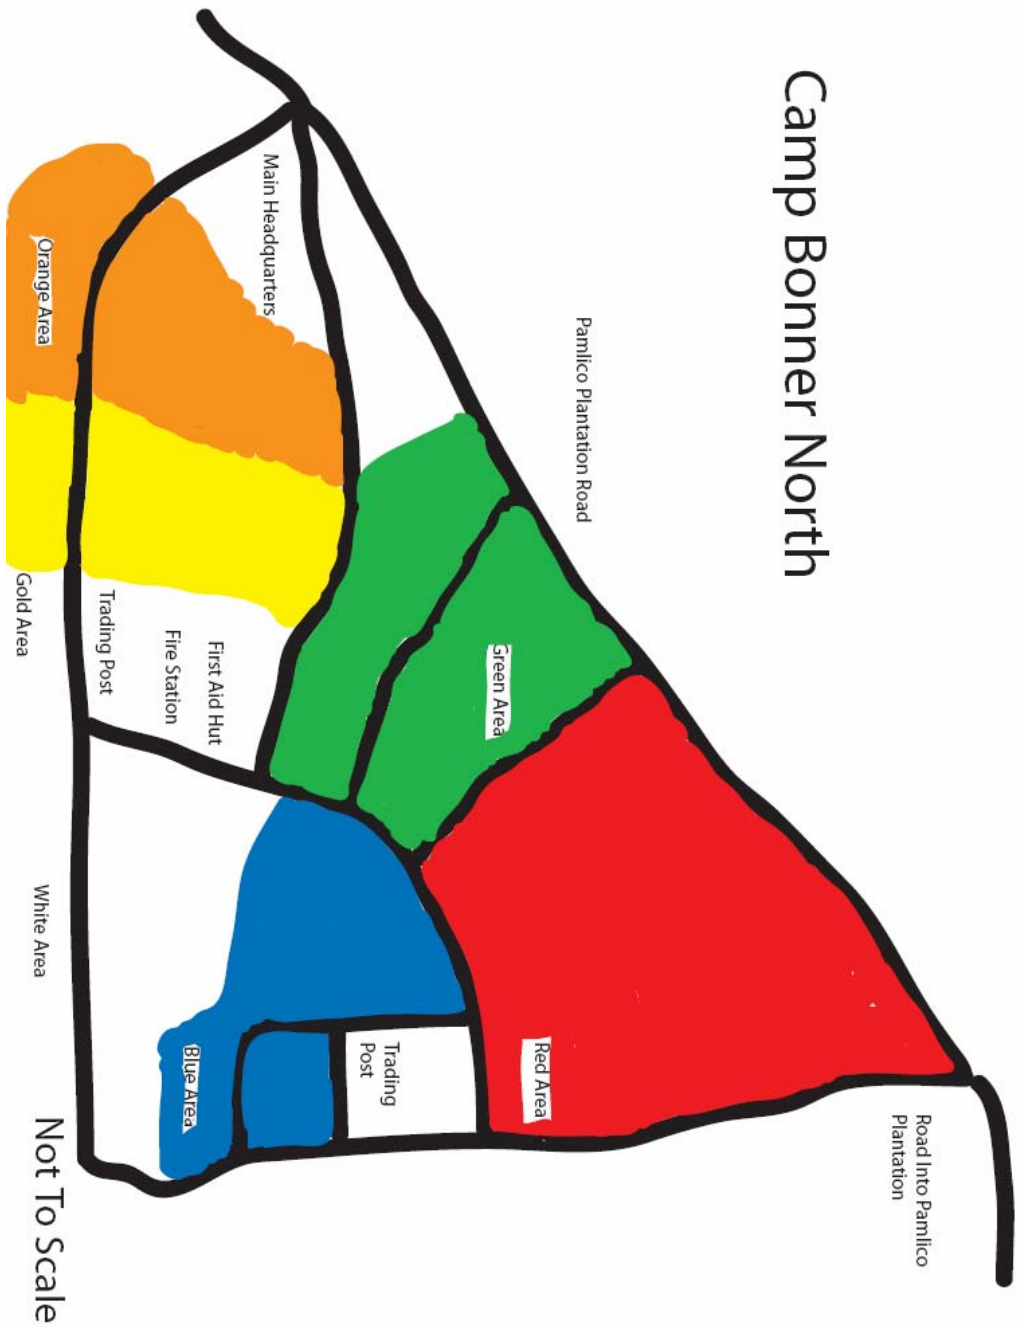 Camp Bonner North
Pamlico Plantation Road
Road Into Pamlico
Plantation
Main Headquarters
Green Area
Red Area
Trading
Post
First Aid Hut
Fire Station
Trading Post
Blue Area
Orange Area
Gold Area
White Area
Not To Scale